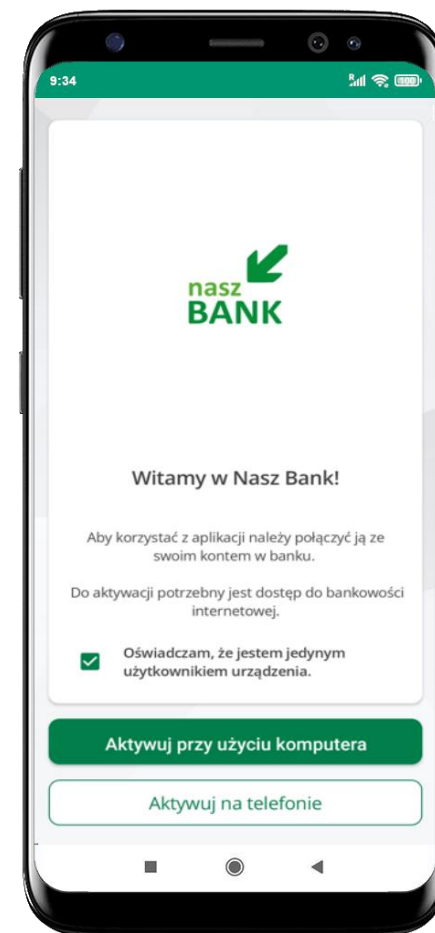 9:34
R
100
nasz
BANK
Witamy w Nasz Bank!
Aby korzystać z aplikacji należy połączyć ją ze
swoim kontem w banku.
Do aktywacji potrzebny jest dostęp do bankowości
internetowej.
Oświadczam, że jestem jedynym
użytkownikiem urządzenia.
Aktywuj przy użyciu komputera
Aktywuj na telefonie